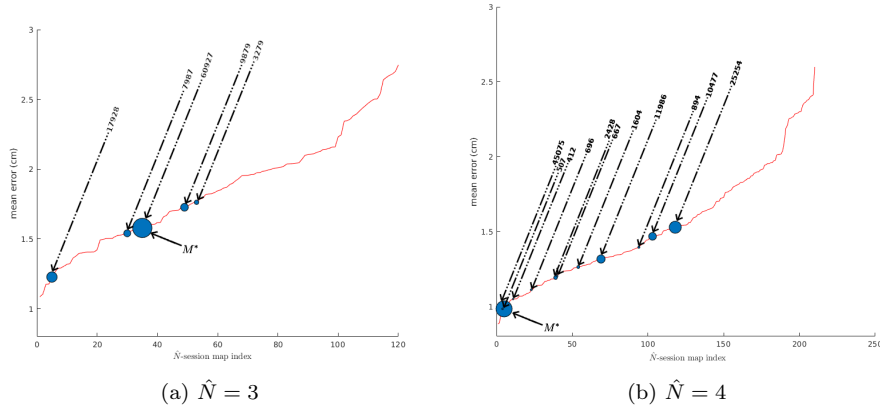 3
2.5
2
1.5
1
mean error (cm)
0 20 40 60 80 100 120
N̂-session map index
17928
7987
60927
9879
3279
M*
(a) N̂ = 3
3
2.5
2
1.5
1
mean error (cm)
0 50 100 150 200 250
N̂-session map index
45075
412
696
2428
667
1604
11986
894
10477
25254
M*
(b) N̂ = 4